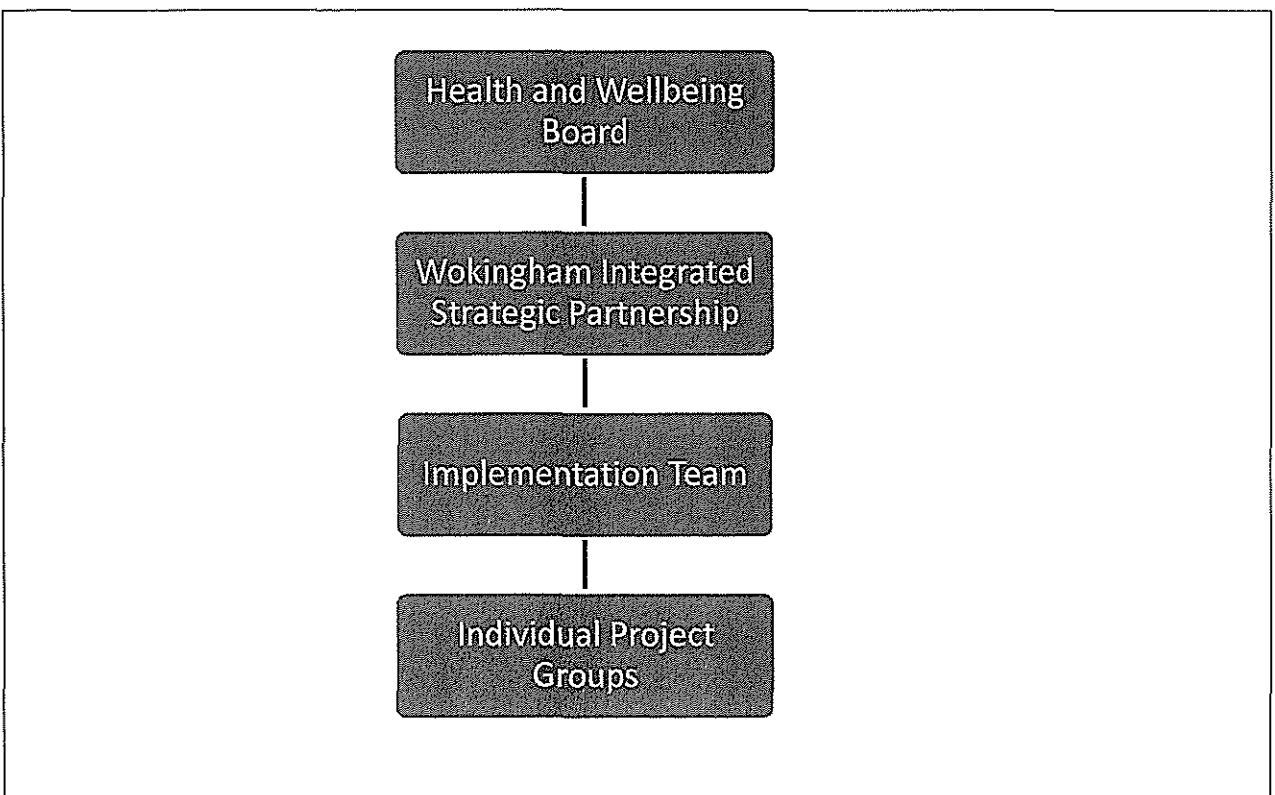 Health and Wellbeing
Board
Wokingham Integrated
Strategic Partnership
Implementation Team
Individual Project
Groups